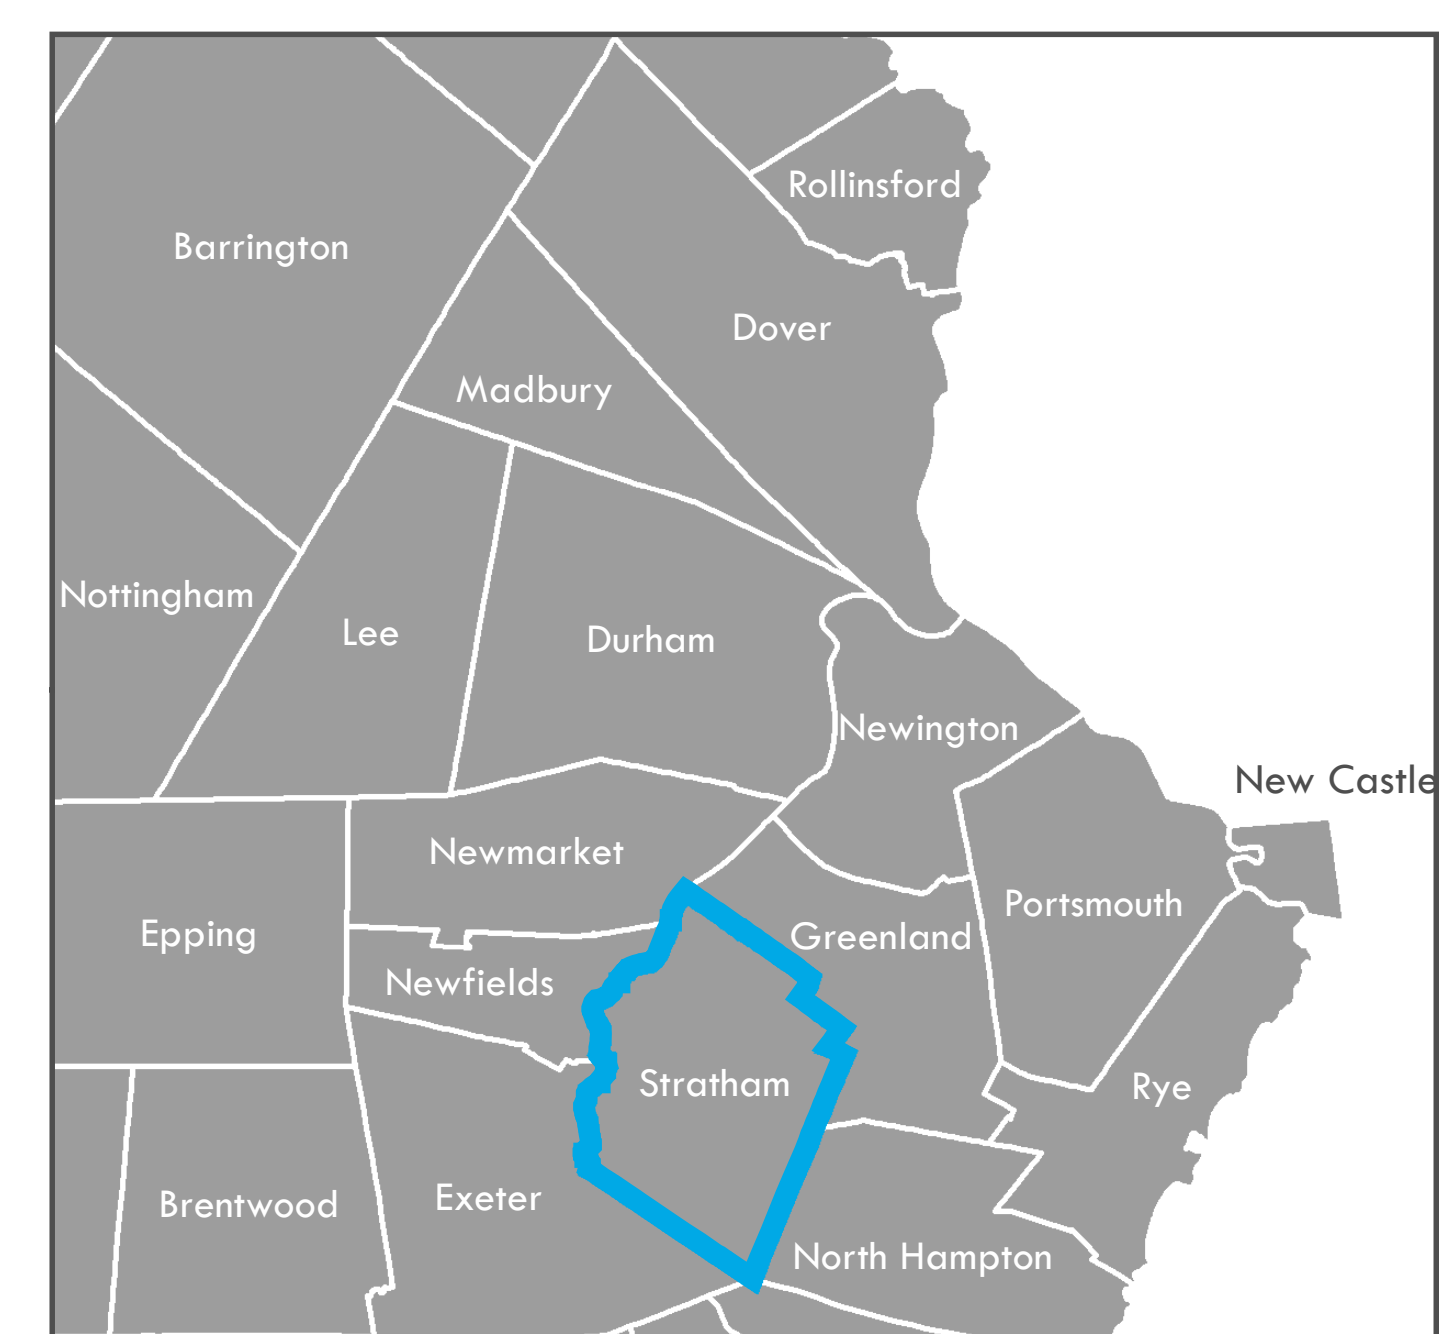 Rollinsford
Barrington
Dover
Madbury
Nottingham
Lee
Durham
Newington
New Castle
Newmarket
Portsmouth
Epping
Greenland
Newfields
Stratham
Rye
Brentwood
Exeter
North Hampton